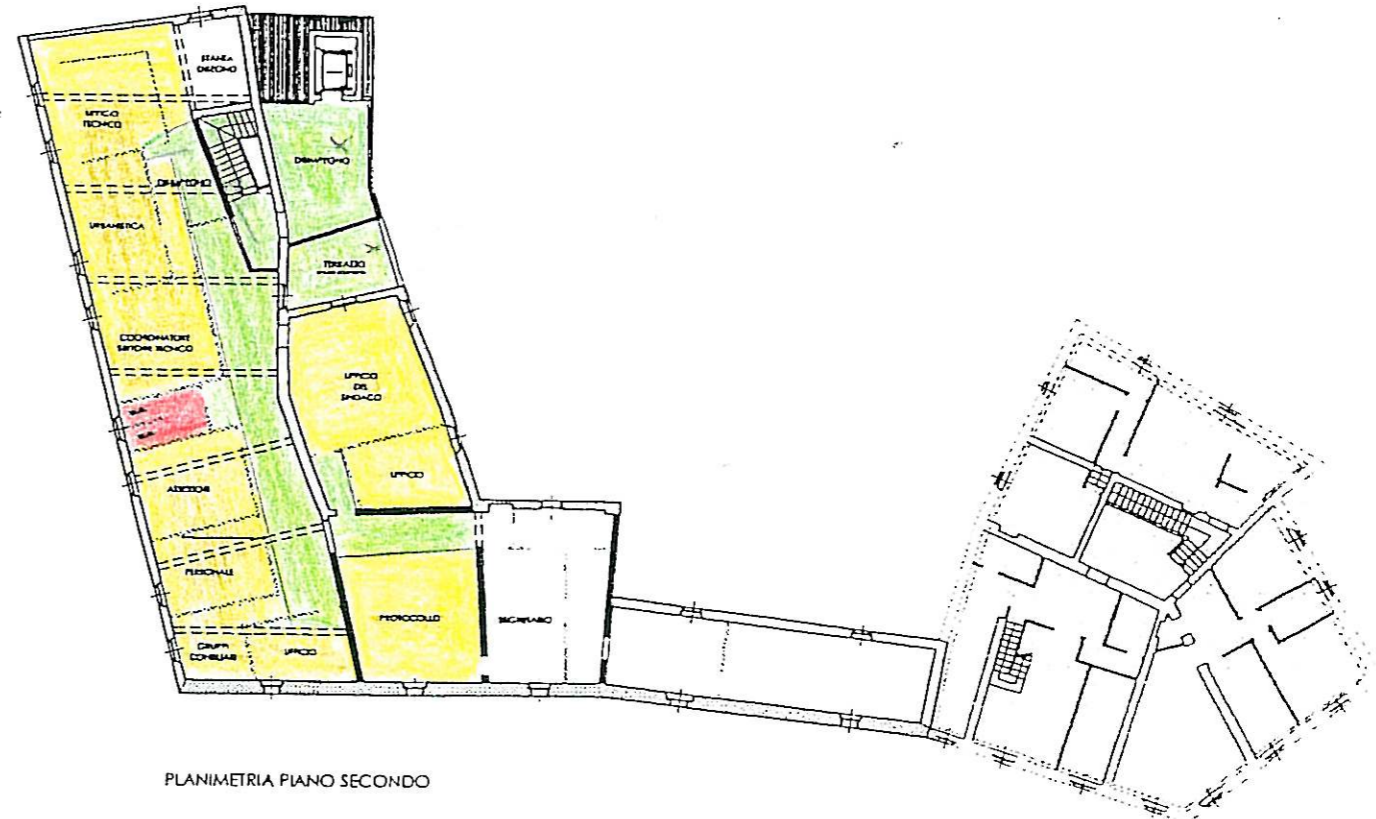 STANZA
DISEGNO
UFFICIO
TECNICO
DISIMPEGNO
DISIMPEGNO
URBANISTICA
TERRAZZO
COORDINATORE
SETTORE TECNICO
UFFICIO
DEL
SINDACO
UFFICIO
ASSESSORI
PERSONALE
PROTOCOLLO
SEGRETARIO
GRUPPI
CONSILIARI
UFFICIO
PLANIMETRIA PIANO SECONDO